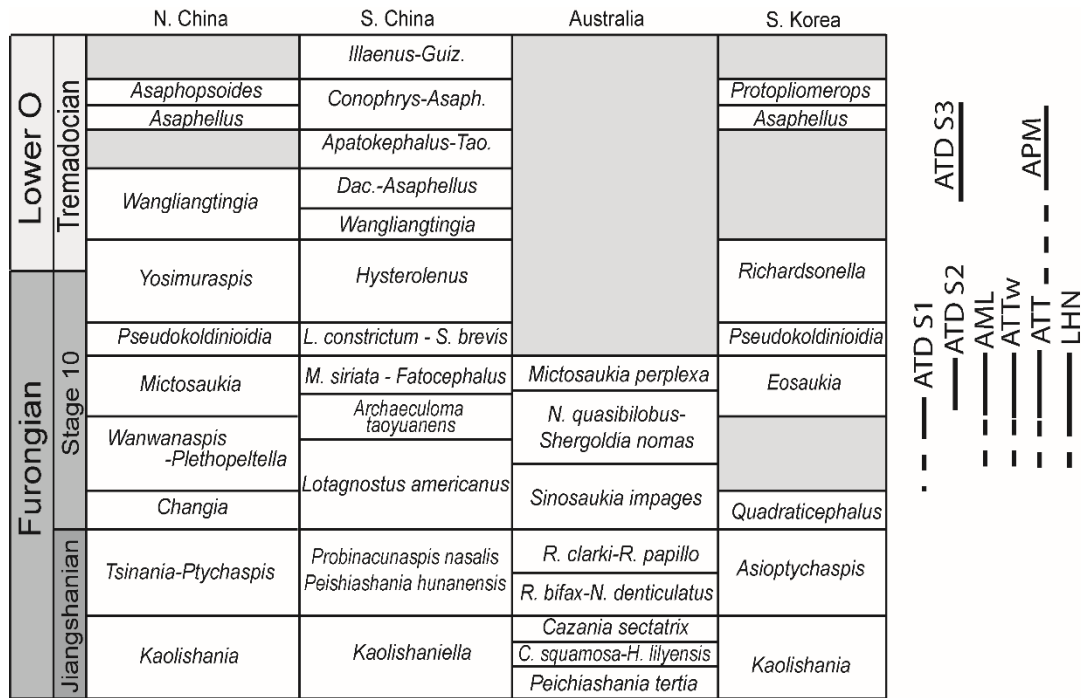 N. China
S. China
Australia
S. Korea
Lower O
Tremadocian
Furongian
Stage 10
Jiangshanian
Asaphopsoides
Asaphellus
Wangliangtingia
Yosimuraspis
Pseudokoldinioidia
Mictosaukia
Wanwanaspis
-Plethopeltella
Changia
Tsinania-Ptychaspis
Kaolishania
Illaenus-Guiz.
Conophrys-Asaph.
Apatokephalus-Tao.
Dac.-Asaphellus
Wangliangtingia
Hysterolenus
L. constrictum - S. brevis
M. siriata - Fatocephalus
Archaeculoma
taoyuanens
Lotagnostus americanus
Probinacunaspis nasalis
Peishiashania hunanensis
Kaolishaniella
Mictosaukia perplexa
N. quasibilobus-
Shergoldia nomas
Sinosaukia impages
R. clarki-R. papillo
R. bifax-N. denticulatus
Cazania sectatrix
C. squamosa-H. lilyensis
Peichiashania tertia
Protopliomerops
Asaphellus
Richardsonella
Pseudokoldinioidia
Eosaukia
Quadraticephalus
Asioptychaspis
Kaolishania
ATD S1
ATD S2
ATD S3
AML
ATTw
ATT
APM
LHN